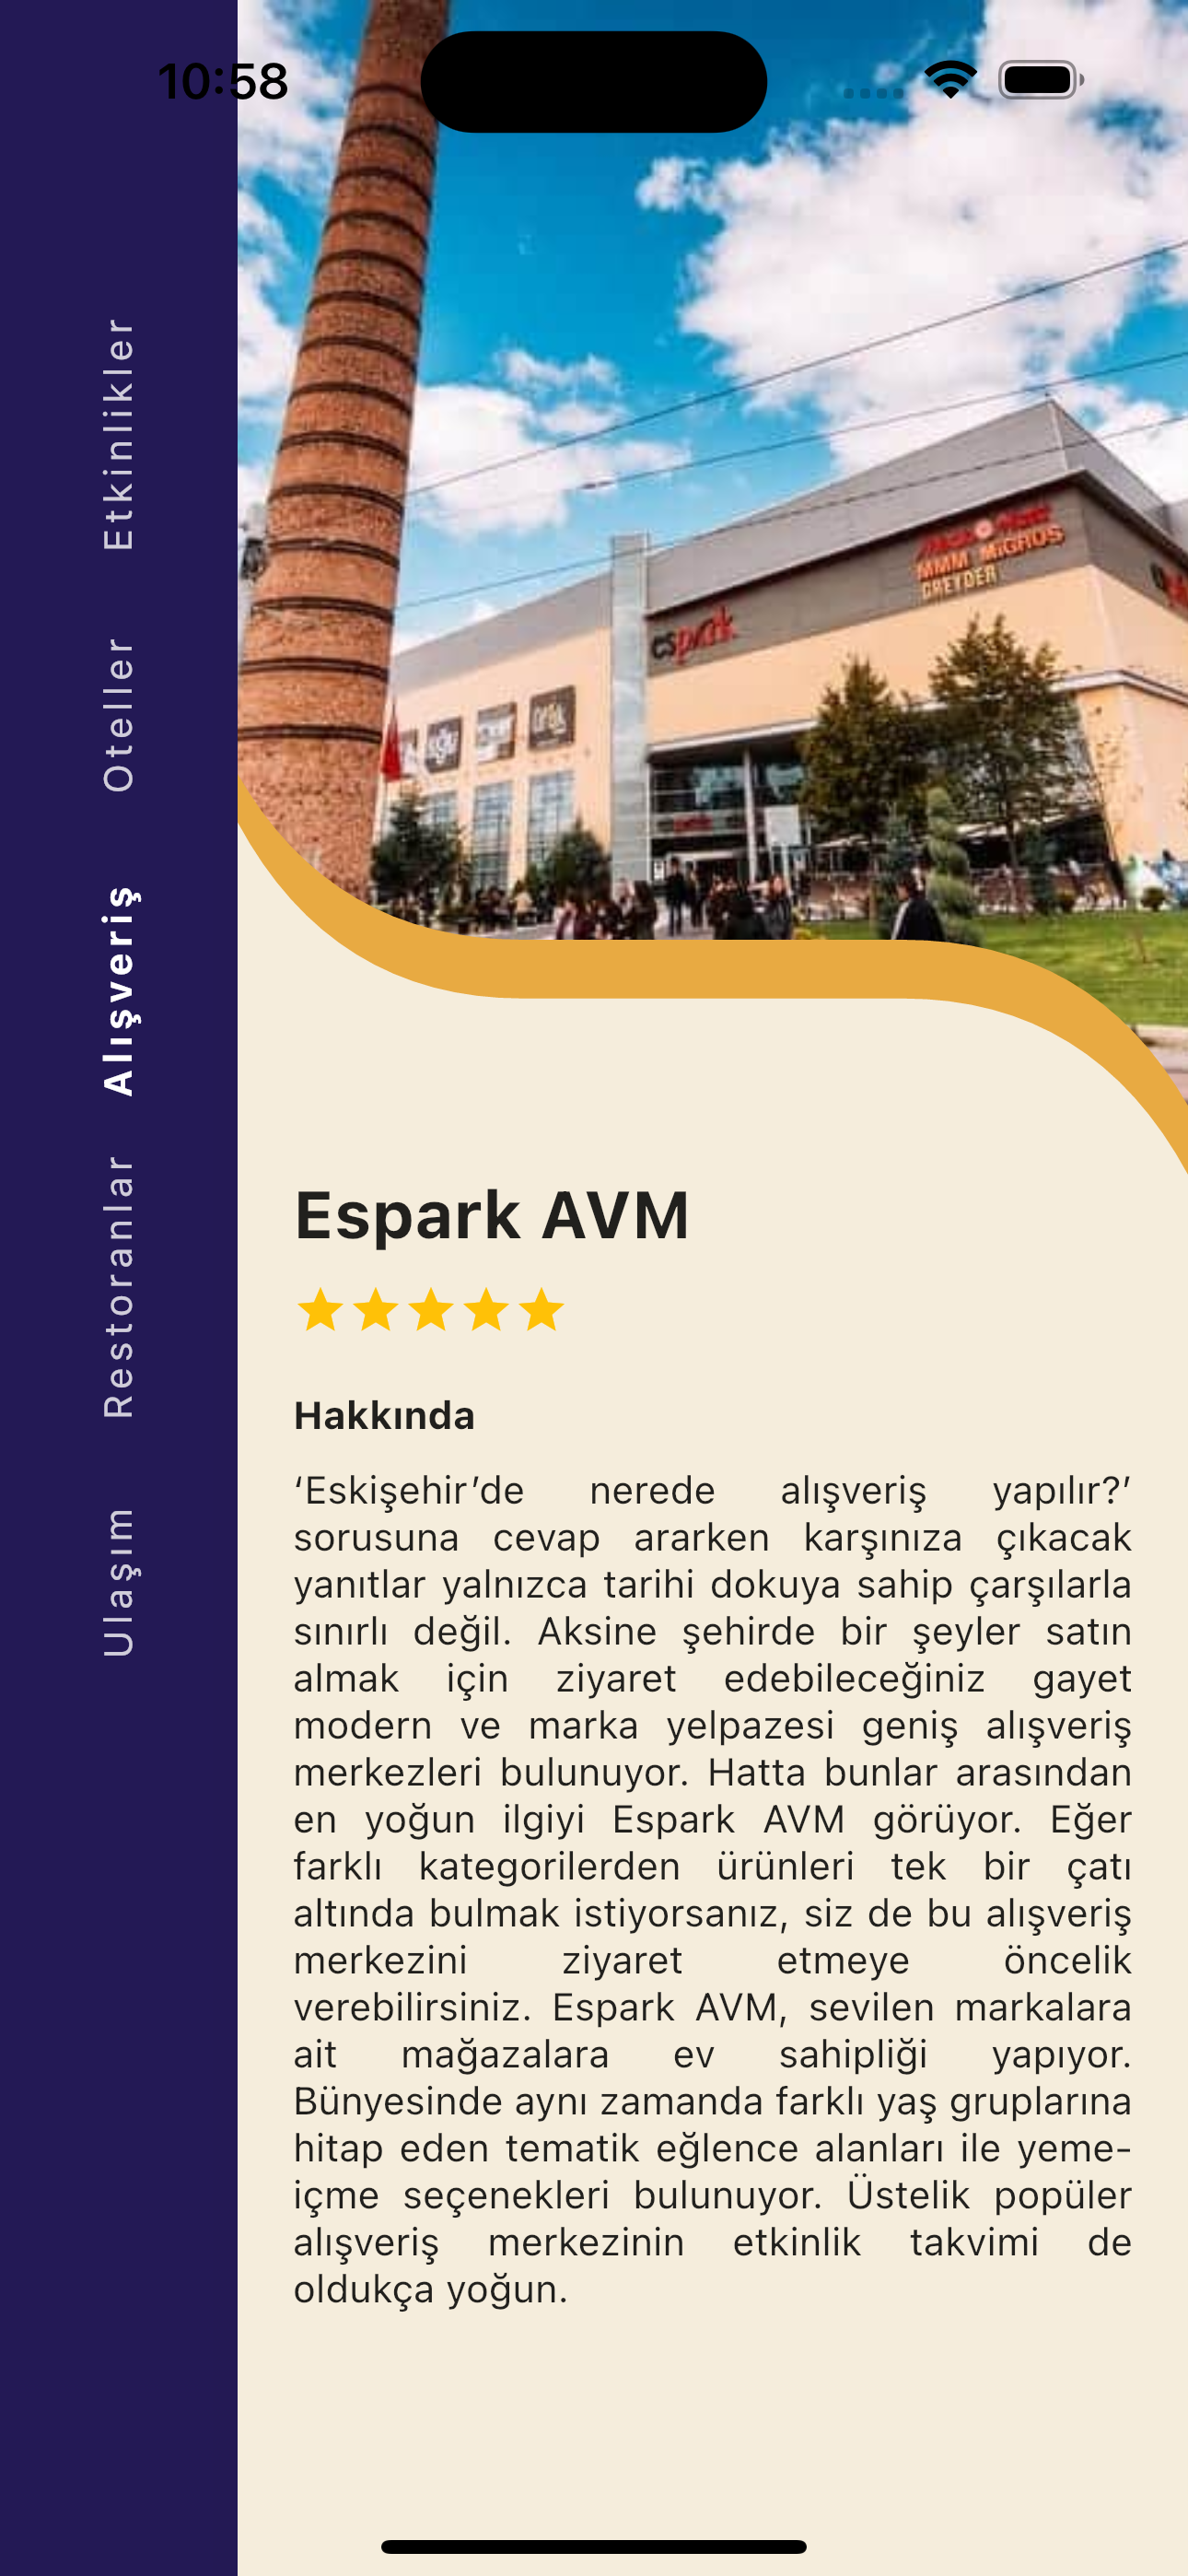 10:58
Etkinlikler
Oteller
Alışveriş
Restoranlar
Ulaşım
MMM MiGROS
GREYDER
espark
Espark AVM
Hakkında
‘Eskişehir’de nerede alışveriş yapılır?’
sorusuna cevap ararken karşınıza çıkacak
yanıtlar yalnızca tarihi dokuya sahip çarşılarla
sınırlı değil. Aksine şehirde bir şeyler satın
almak için ziyaret edebileceğiniz gayet
modern ve marka yelpazesi geniş alışveriş
merkezleri bulunuyor. Hatta bunlar arasından
en yoğun ilgiyi Espark AVM görüyor. Eğer
farklı kategorilerden ürünleri tek bir çatı
altında bulmak istiyorsanız, siz de bu alışveriş
merkezini ziyaret etmeye öncelik
verebilirsiniz. Espark AVM, sevilen markalara
ait mağazalara ev sahipliği yapıyor.
Bünyesinde aynı zamanda farklı yaş gruplarına
hitap eden tematik eğlence alanları ile yeme-
içme seçenekleri bulunuyor. Üstelik popüler
alışveriş merkezinin etkinlik takvimi de
oldukça yoğun.